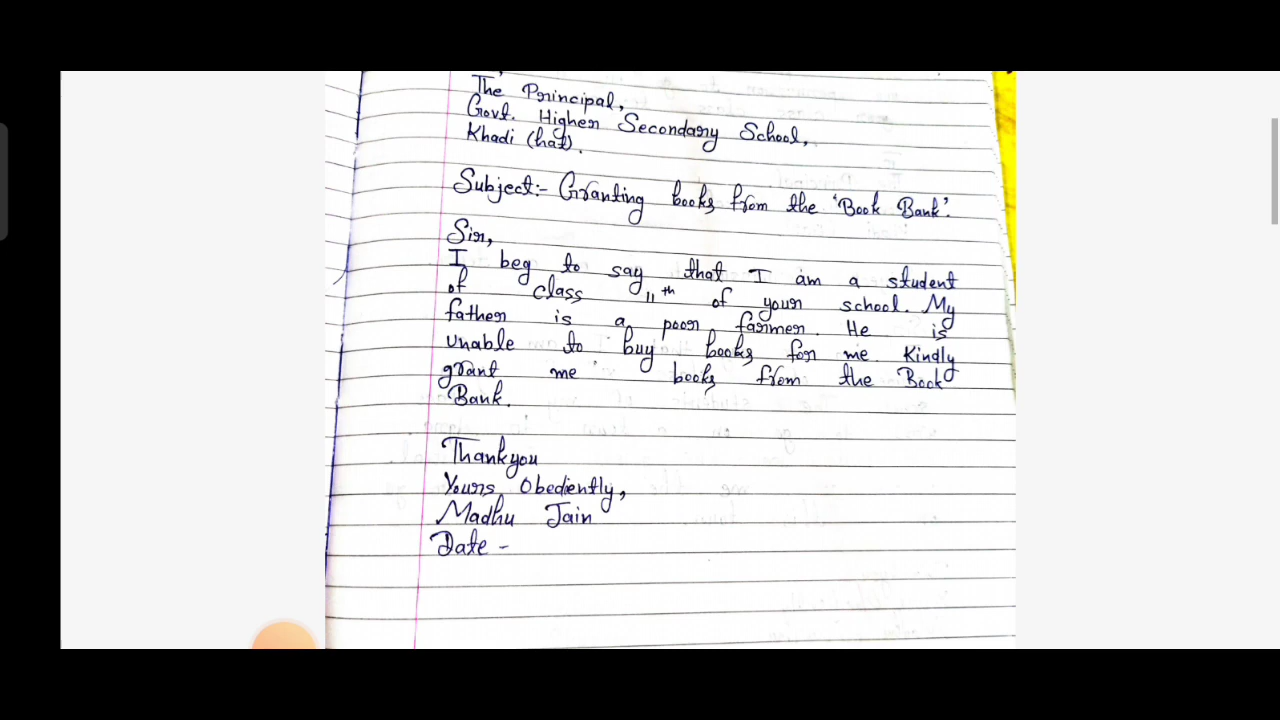 The Principal,
Govt. Higher Secondary School,
Khadi (hat).
Subject:- Granting books from the 'Book Bank'.
Sir,
I beg to say that I am a student
of class 11th of your school. My
father is a poor farmer. He is
unable to buy books for me Kindly
grant me books from the Book
Bank.
Thankyou
Yours Obediently,
Madhu Jain
Date -